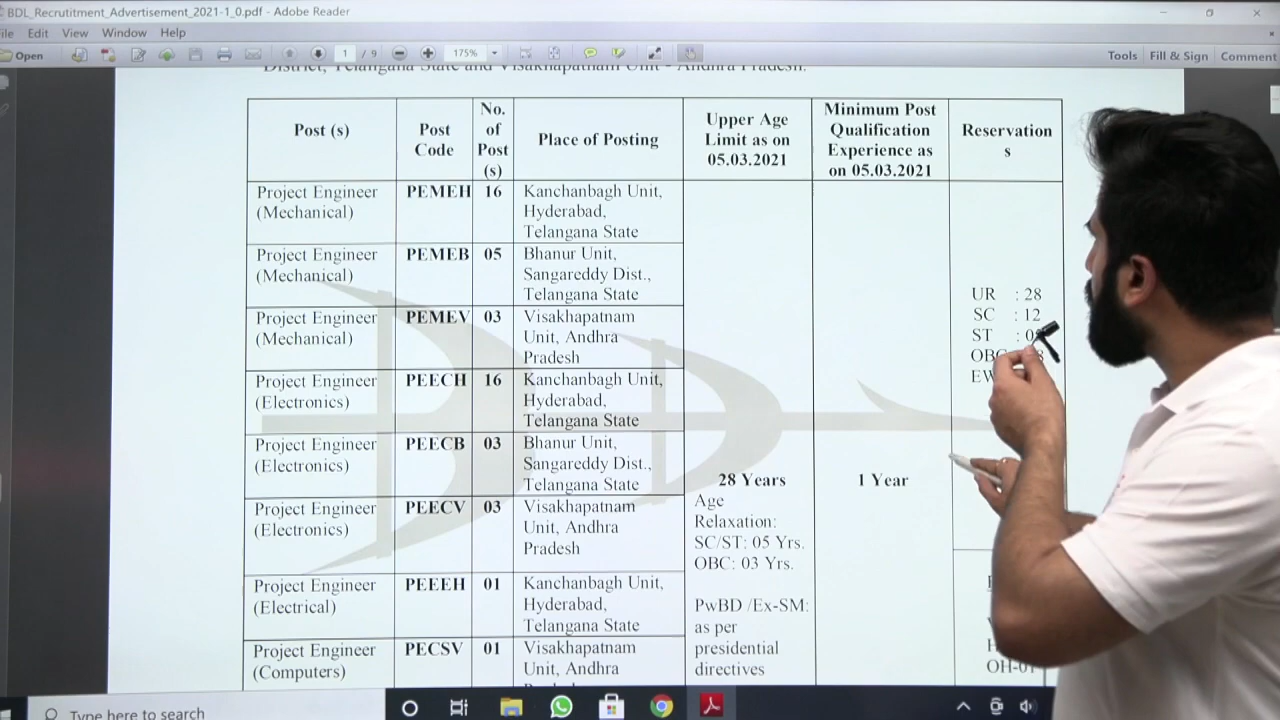 BDL_Recrutitment_Advertisement_2021-1_0.pdf - Adobe Reader
Edit View Window Help
Open 1 / 9 175% Tools Fill & Sign Comment
District, Telangana State and Visakhapatnam Unit - Andhra Pradesh.
Post (s)
Post
Code
No.
of
Post
(s)
Place of Posting
Upper Age
Limit as on
05.03.2021
Minimum Post
Qualification
Experience as
on 05.03.2021
Reservation
s
Project Engineer
(Mechanical)
PEMEH
16
Kanchanbagh Unit,
Hyderabad,
Telangana State
Project Engineer
(Mechanical)
PEMEB
05
Bhanur Unit,
Sangareddy Dist.,
Telangana State
Project Engineer
(Mechanical)
PEMEV
03
Visakhapatnam
Unit, Andhra
Pradesh
Project Engineer
(Electronics)
PEECH
16
Kanchanbagh Unit,
Hyderabad,
Telangana State
Project Engineer
(Electronics)
PEECB
03
Bhanur Unit,
Sangareddy Dist.,
Telangana State
Project Engineer
(Electronics)
PEECV
03
Visakhapatnam
Unit, Andhra
Pradesh
Project Engineer
(Electrical)
PEEEH
01
Kanchanbagh Unit,
Hyderabad,
Telangana State
Project Engineer
(Computers)
PECSV
01
Visakhapatnam
Unit, Andhra
28 Years
Age
Relaxation:
SC/ST: 05 Yrs.
OBC: 03 Yrs.
PwBD /Ex-SM:
as per
presidential
directives
1 Year
UR : 28
SC : 12
ST :
Type here to search